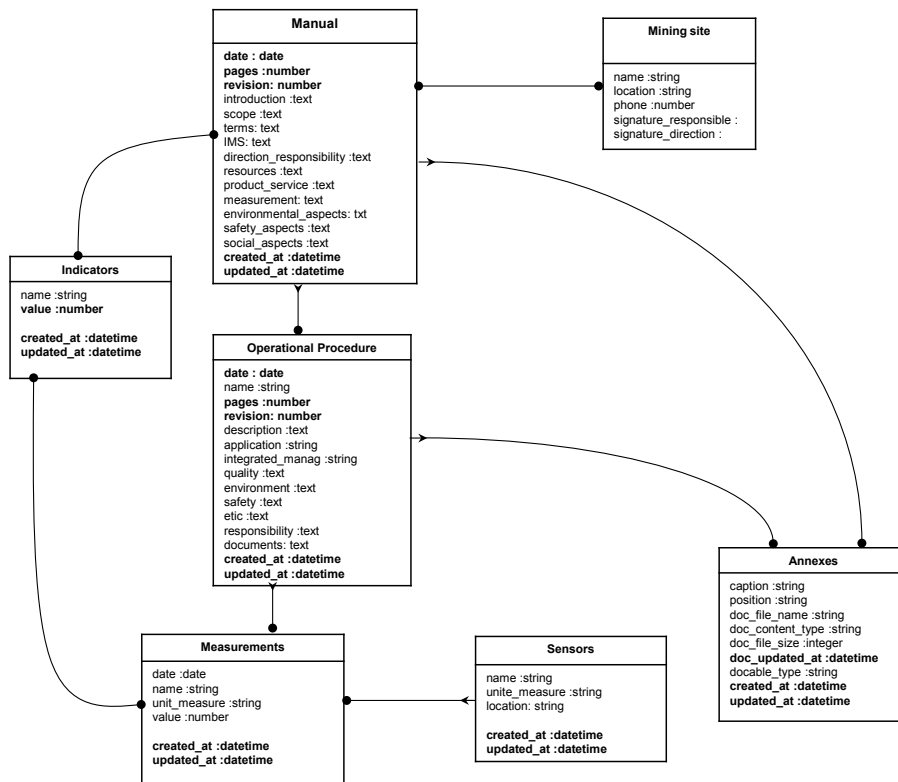 Manual
date : date
pages :number
revision: number
introduction :text
scope :text
terms: text
IMS: text
direction_responsibility :text
resources :text
product_service :text
measurement: text
environmental_aspects: txt
safety_aspects :text
social_aspects :text
created_at :datetime
updated_at :datetime
Mining site
name :string
location :string
phone :number
signature_responsible :
signature_direction :
Indicators
name :string
value :number
created_at :datetime
updated_at :datetime
Operational Procedure
date : date
name :string
pages :number
revision: number
description :text
application :string
integrated_manag :string
quality :text
environment :text
safety :text
etic :text
responsibility :text
documents: text
created_at :datetime
updated_at :datetime
Annexes
caption :string
position :string
doc_file_name :string
doc_content_type :string
doc_file_size :integer
doc_updated_at :datetime
docable_type :string
created_at :datetime
updated_at :datetime
Measurements
date :date
name :string
unit_measure :string
value :number
created_at :datetime
updated_at :datetime
Sensors
name :string
unite_measure :string
location: string
created_at :datetime
updated_at :datetime